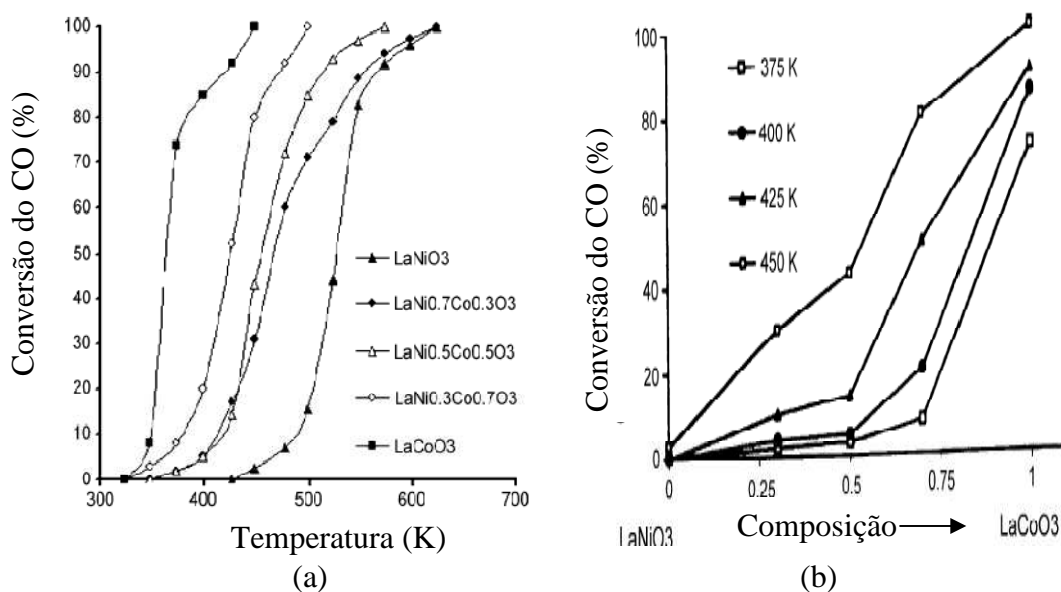 Conversão do CO (%)
100
90
80
70
60
50
40
30
20
10
0
300
400
500
600
700
Temperatura (K)
LaNiO3
LaNi0.7Co0.3O3
LaNi0.5Co0.5O3
LaNi0.3Co0.7O3
LaCoO3
(a)
Conversão do CO (%)
100
80
60
40
20
0
375 K
400 K
425 K
450 K
0
0.25
0.5
0.75
1
LaNiO3
Composição
LaCoO3
(b)